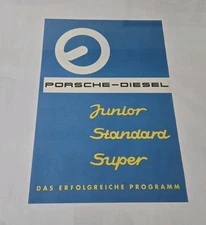 PORSCHE-DIESEL
Junior
Standard
Super
DAS ERFOLGREICHE PROGRAMM